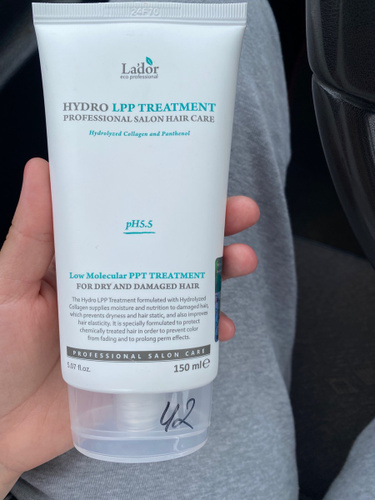 La'dor
eco professional
HYDRO LPP TREATMENT
PROFESSIONAL SALON HAIR CARE
Hydrolyzed Collagen and Panthenol
pH5.5
Low Molecular PPT TREATMENT
FOR DRY AND DAMAGED HAIR
The Hydro LPP Treatment formulated with Hydrolyzed
Collagen supplies moisture and nutrition to damaged hair,
which prevents dryness and hair static, and also improves
hair elasticity. It is specially formulated to protect
chemically treated hair in order to prevent color
from fading and to prolong perm effects.
PROFESSIONAL SALON CARE
5.07 fl.oz. 150 ml e
42